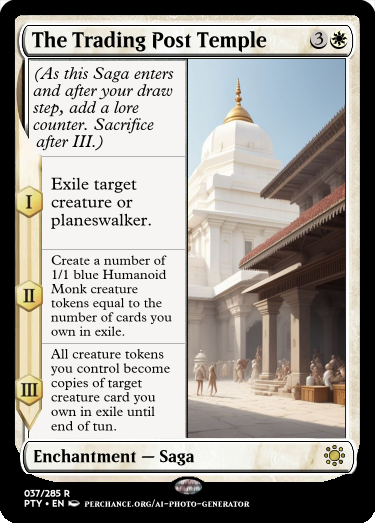 The Trading Post Temple 3
(As this Saga enters
and after your draw
step, add a lore
counter. Sacrifice
after III.)
I
Exile target
creature or
planeswalker.
II
Create a number of
1/1 blue Humanoid
Monk creature
tokens equal to the
number of cards you
own in exile.
III
All creature tokens
you control become
copies of target
creature card you
own in exile until
end of turn.
Enchantment — Saga
037/285 R
PTY • EN PERCHANCE.ORG/AI-PHOTO-GENERATOR